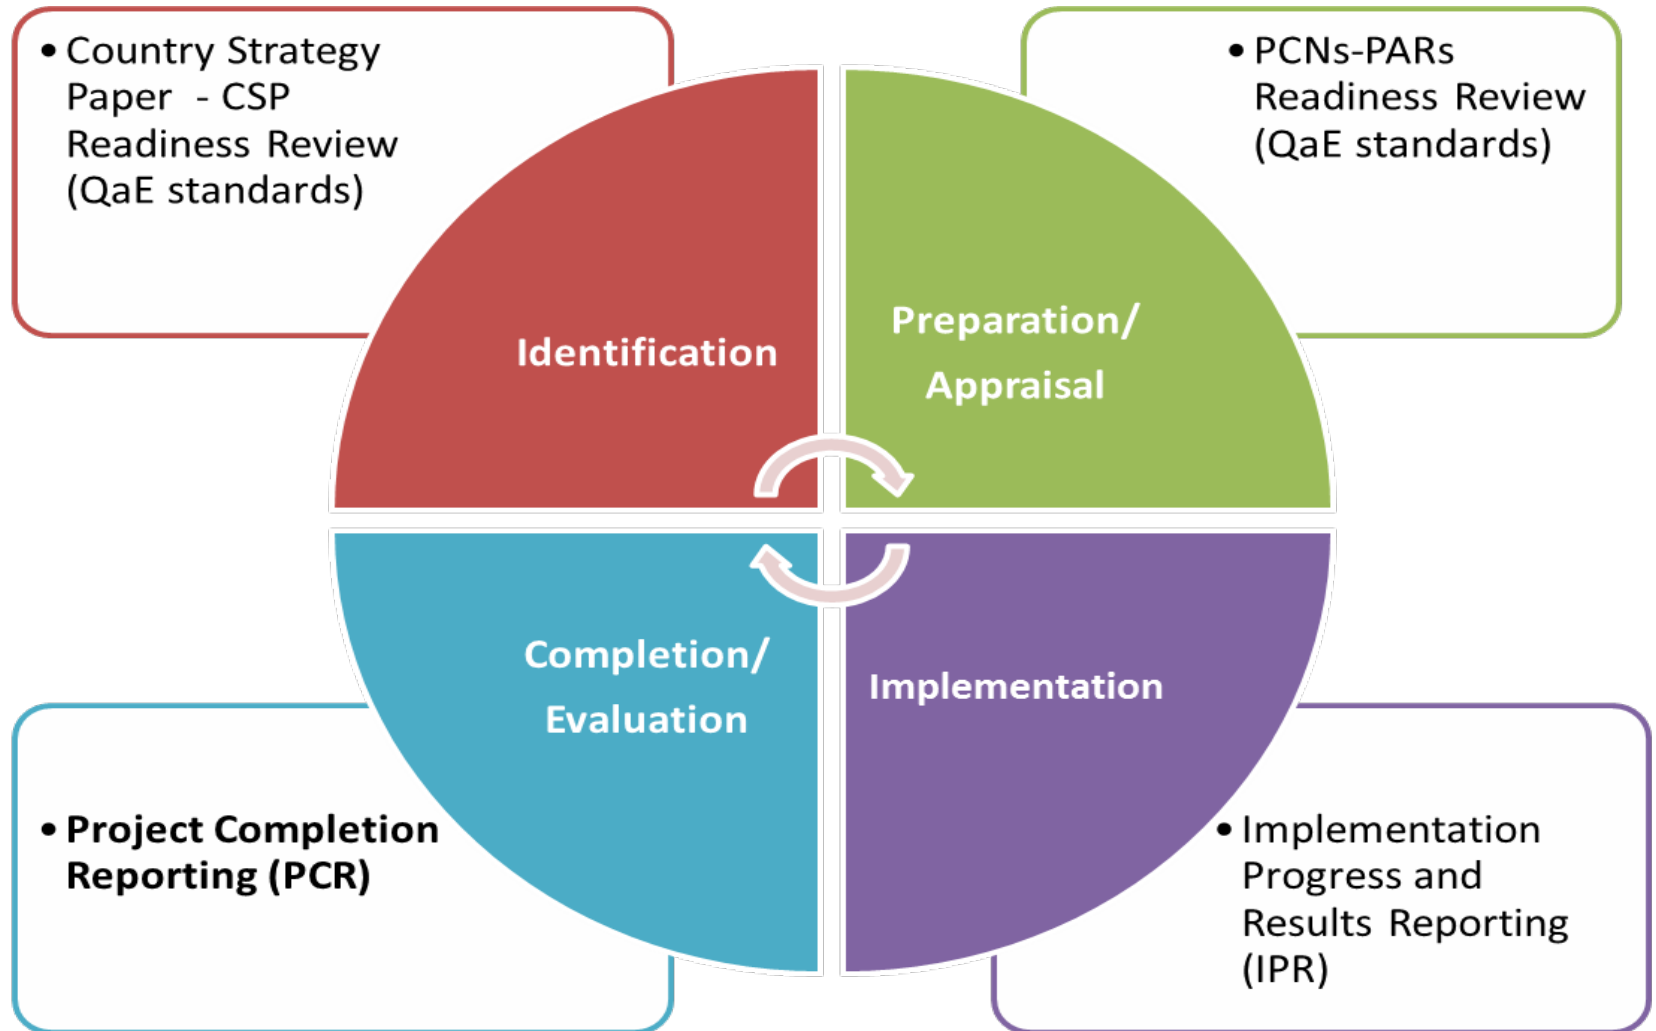 • Country Strategy
Paper - CSP
Readiness Review
(QaE standards)
• PCNs-PARs
Readiness Review
(QaE standards)
Identification
Preparation/
Appraisal
Completion/
Evaluation
Implementation
• Project Completion
Reporting (PCR)
• Implementation
Progress and
Results Reporting
(IPR)